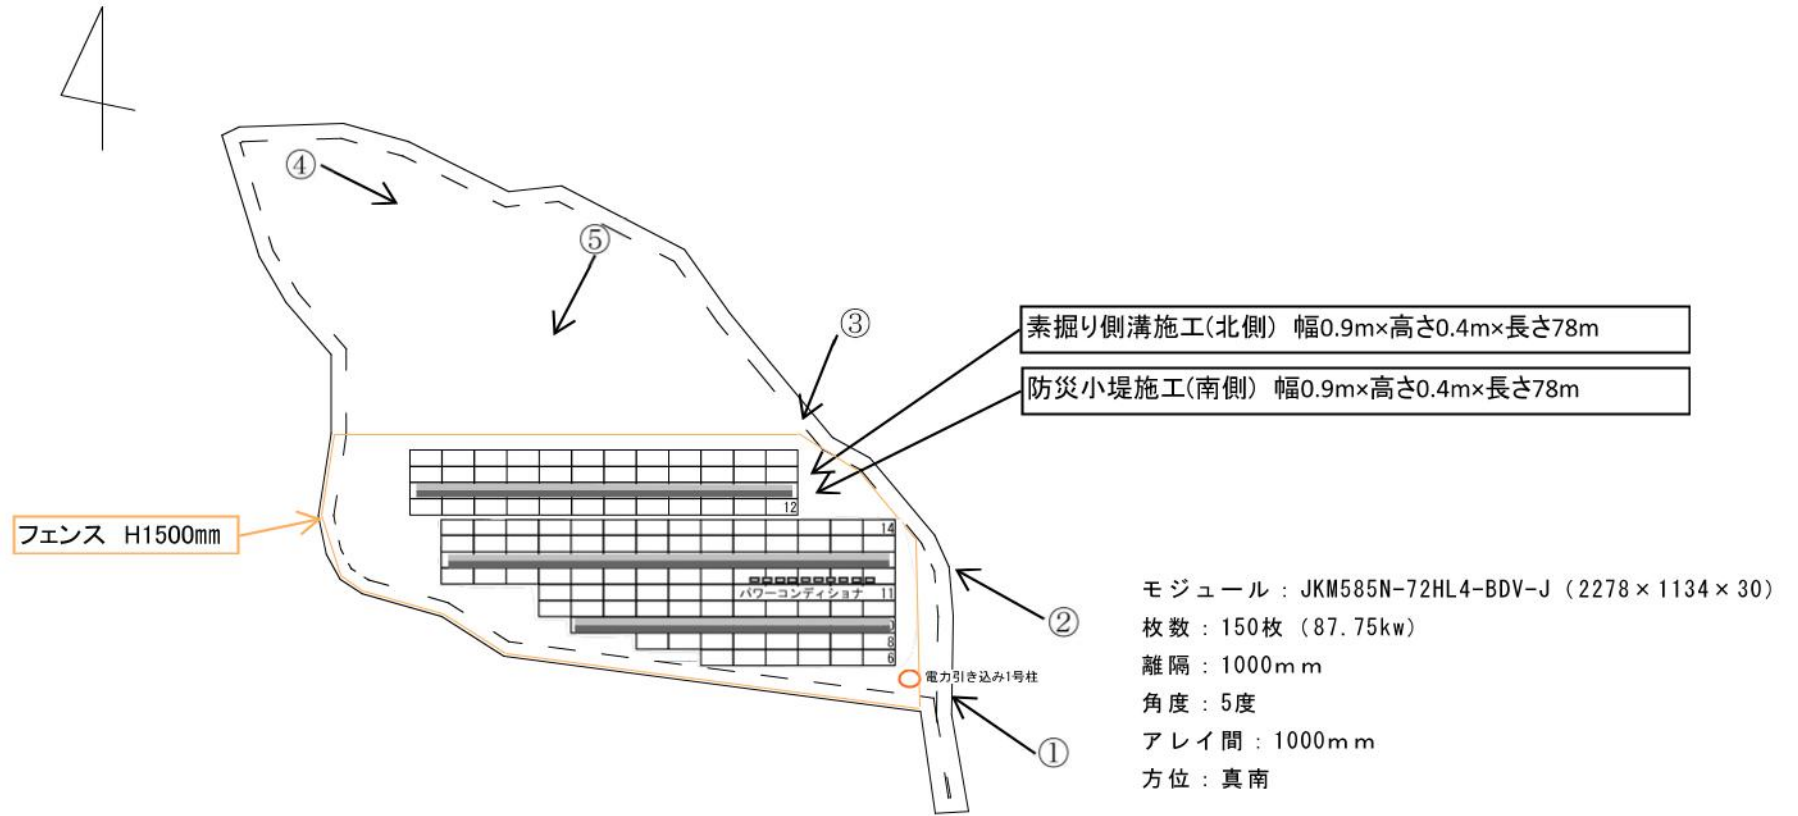 ④
⑤
③
素掘り側溝施工(北側) 幅0.9m×高さ0.4m×長さ78m
防災小堤施工(南側) 幅0.9m×高さ0.4m×長さ78m
12
14
フェンス H1500mm
パワーコンディショナ 11
8
6
電力引き込み1号柱
②
①
モジュール：JKM585N-72HL4-BDV-J（2278×1134×30）
枚数：150枚（87.75kw）
離隔：1000mm
角度：5度
アレイ間：1000mm
方位：真南